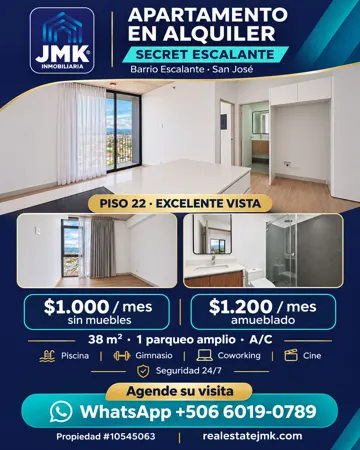 JMK®
INMOBILIARIA
APARTAMENTO
EN ALQUILER
SECRET ESCALANTE
Barrio Escalante • San José
PISO 22 • EXCELENTE VISTA
$1.000 / mes
sin muebles
$1.200 / mes
amueblado
38 m² • 1 parqueo amplio • A/C
Piscina
Gimnasio
Coworking
Cine
Seguridad 24/7
Agende su visita
WhatsApp +506 6019-0789
Propiedad #10545063
realestatejmk.com